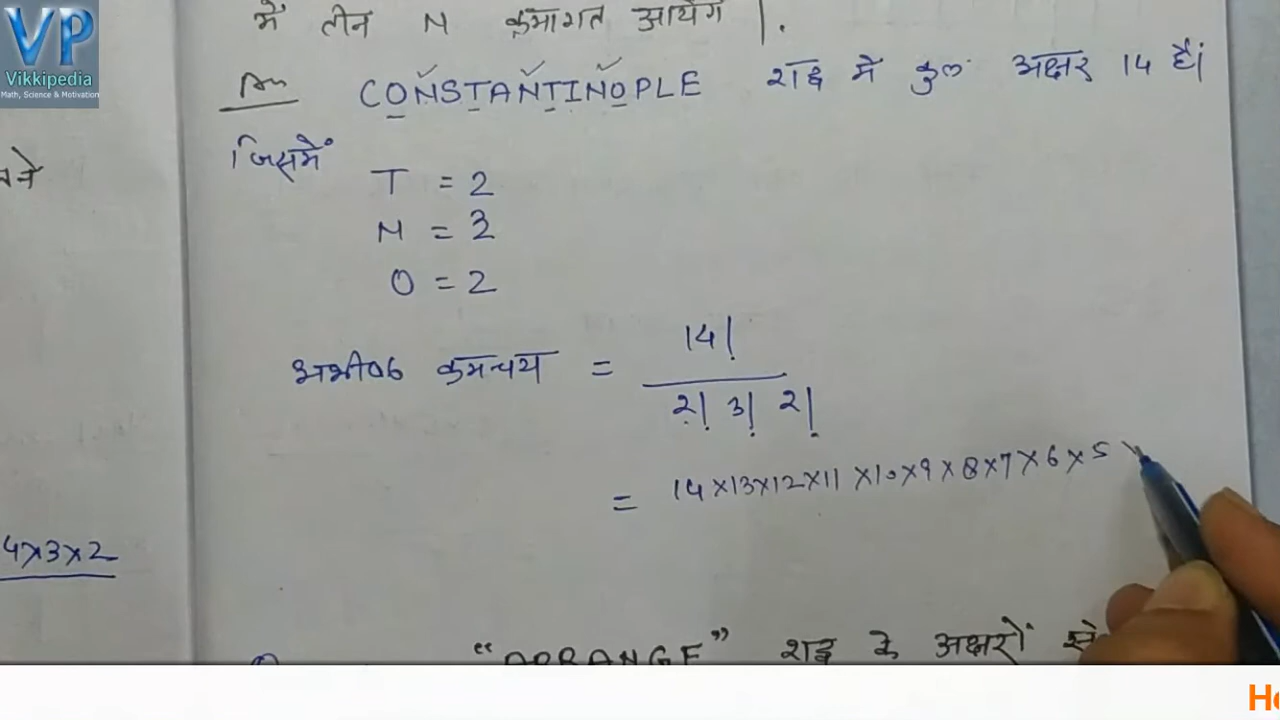 VP
Vikkipedia
Math, Science & Motivation
में तीन N क्रमागत आयेंगे |.
Ans CONSTANTINOPLE शब्द में कुल अक्षर 14 हैं।
जिसमें
T = 2
N = 3
O = 2
अभीष्ट क्रमचय = 14! / 2! 3! 2!
= 14×13×12×11×10×9×8×7×6×5×
4×3×2
"ARRANGE" शब्द के अक्षरों से